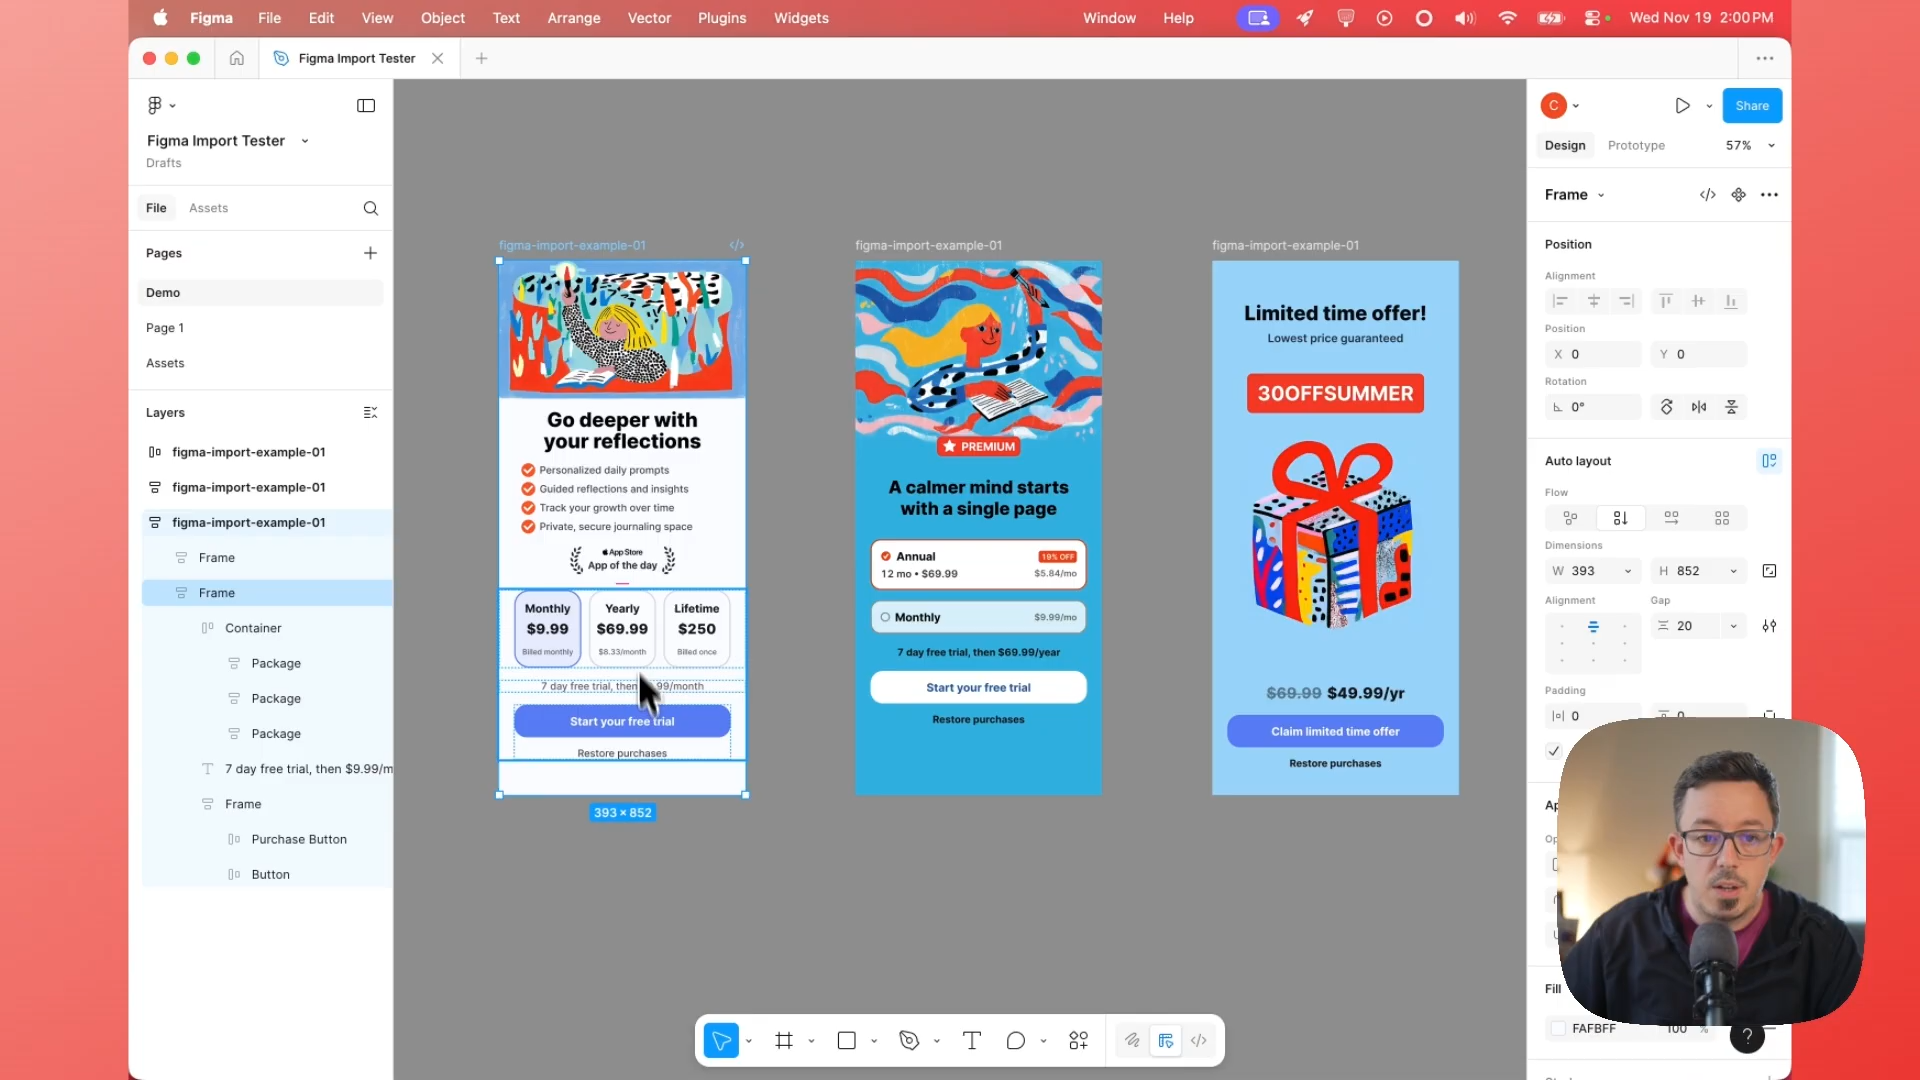 Figma File Edit View Object Text Arrange Vector Plugins Widgets Window Help Wed Nov 19 2:00 PM
Figma Import Tester
Figma Import Tester
Drafts
File Assets
Pages
Demo
Page 1
Assets
Layers
figma-import-example-01
figma-import-example-01
figma-import-example-01
Frame
Frame
Container
Package
Package
Package
7 day free trial, then $9.99/m
Frame
Purchase Button
Button
figma-import-example-01
Go deeper with
your reflections
Personalized daily prompts
Guided reflections and insights
Track your growth over time
Private, secure journaling space
App Store
App of the day
Monthly
$9.99
Billed monthly
Yearly
$69.99
$8.33/month
Lifetime
$250
Billed once
7 day free trial, then 99/month
Start your free trial
Restore purchases
393 × 852
figma-import-example-01
PREMIUM
A calmer mind starts
with a single page
Annual 19% OFF
12 mo • $69.99 $5.84/mo
Monthly $9.99/mo
7 day free trial, then $69.99/year
Start your free trial
Restore purchases
figma-import-example-01
Limited time offer!
Lowest price guaranteed
30OFFSUMMER
$69.99 $49.99/yr
Claim limited time offer
Restore purchases
C Share
Design Prototype 57%
Frame
Position
Alignment
Position
X 0 Y 0
Rotation
0°
Auto layout
Flow
Dimensions
W 393 H 852
Alignment Gap
20
Padding
0 0
Fill
FAFBFF 100 %
?